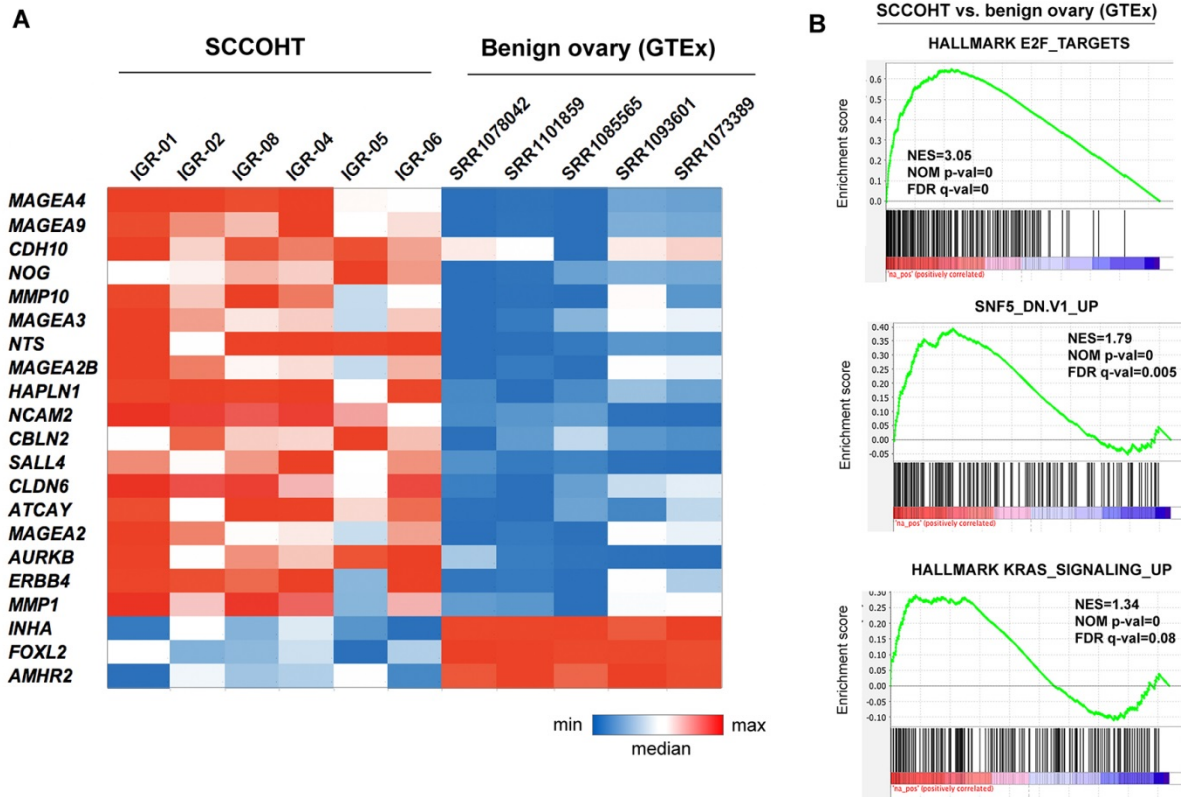 A
SCCOHT
Benign ovary (GTEx)
IGR-01
IGR-02
IGR-08
IGR-04
IGR-05
IGR-06
SRR1078042
SRR1101859
SRR1085565
SRR1093601
SRR1073389
MAGEA4
MAGEA9
CDH10
NOG
MMP10
MAGEA3
NTS
MAGEA2B
HAPLN1
NCAM2
CBLN2
SALL4
CLDN6
ATCAY
MAGEA2
AURKB
ERBB4
MMP1
INHA
FOXL2
AMHR2
min
max
median
B
SCCOHT vs. benign ovary (GTEx)
HALLMARK E2F_TARGETS
Enrichment score
0.6
0.5
0.4
0.3
0.2
0.1
0.0
NES=3.05
NOM p-val=0
FDR q-val=0
'na_pos' (positively correlated)
SNF5_DN.V1_UP
Enrichment score
0.40
0.35
0.30
0.25
0.20
0.15
0.10
0.05
0.00
-0.05
NES=1.79
NOM p-val=0
FDR q-val=0.005
'na_pos' (positively correlated)
HALLMARK KRAS_SIGNALING_UP
Enrichment score
0.30
0.25
0.20
0.15
0.10
0.05
0.00
-0.05
-0.10
NES=1.34
NOM p-val=0
FDR q-val=0.08
'na_pos' (positively correlated)